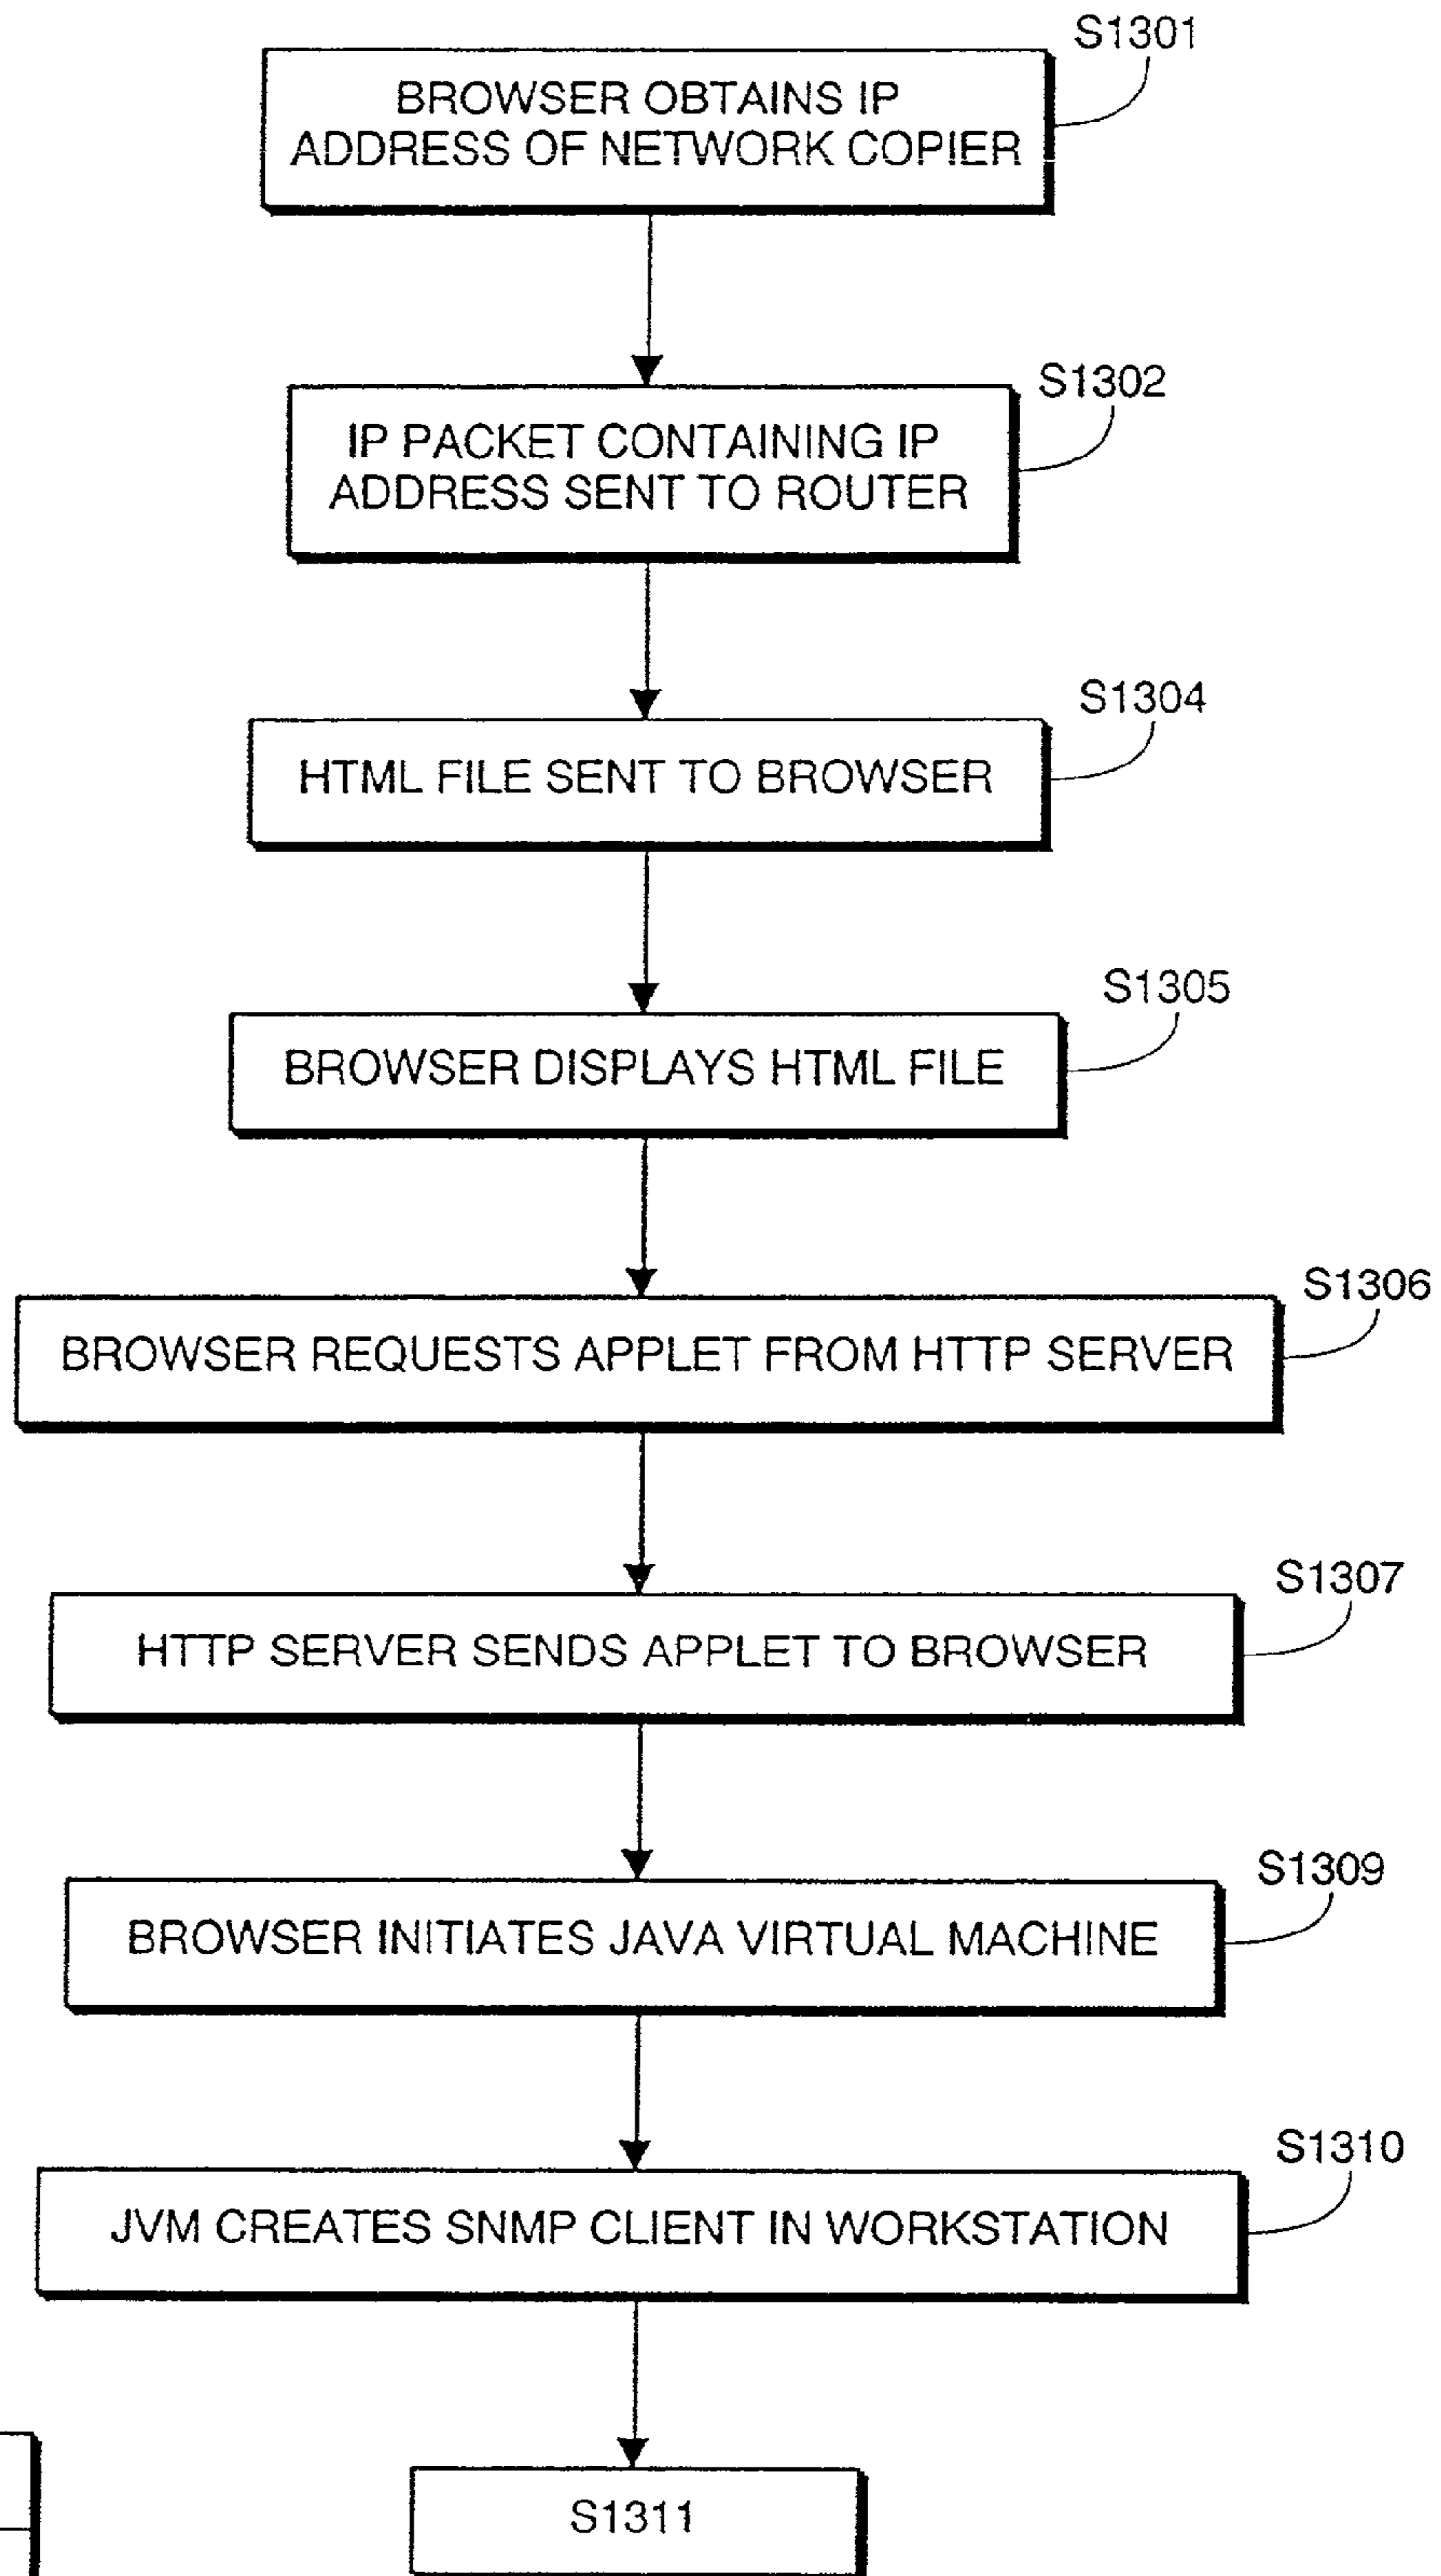 S1301
BROWSER OBTAINS IP
ADDRESS OF NETWORK COPIER
S1302
IP PACKET CONTAINING IP
ADDRESS SENT TO ROUTER
S1304
HTML FILE SENT TO BROWSER
S1305
BROWSER DISPLAYS HTML FILE
S1306
BROWSER REQUESTS APPLET FROM HTTP SERVER
S1307
HTTP SERVER SENDS APPLET TO BROWSER
S1309
BROWSER INITIATES JAVA VIRTUAL MACHINE
S1310
JVM CREATES SNMP CLIENT IN WORKSTATION
S1311